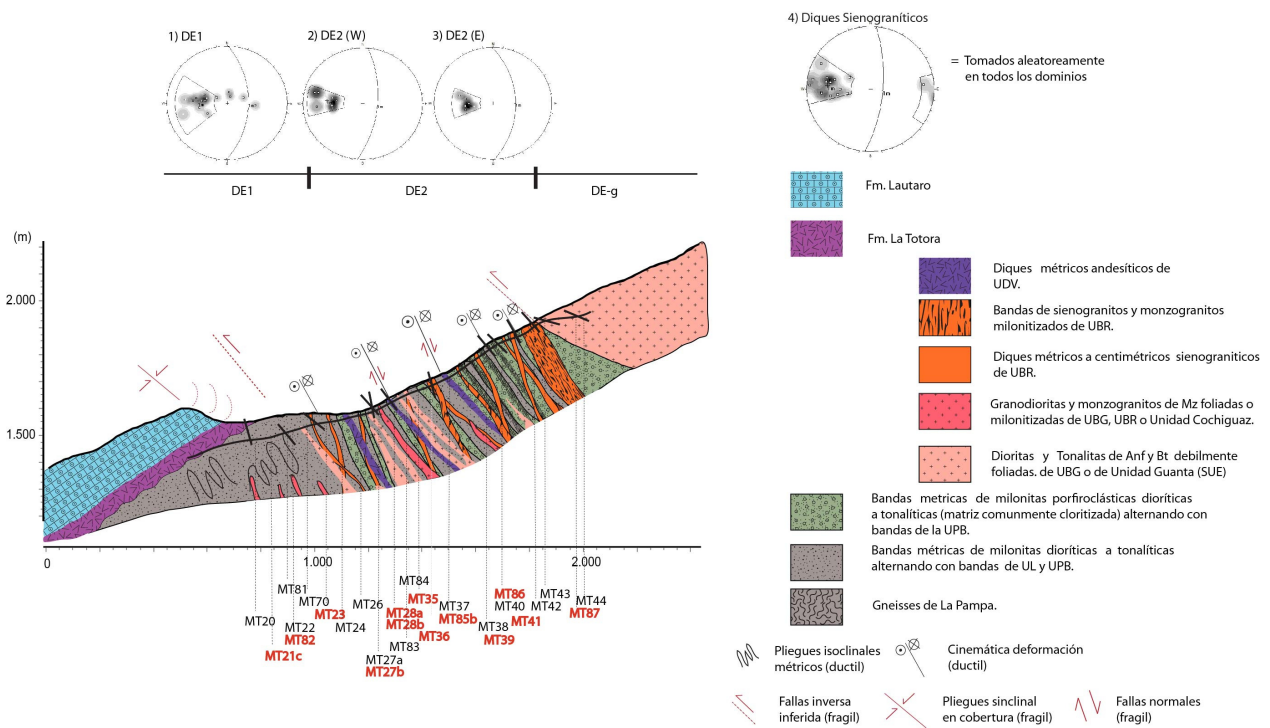 1) DE1
2) DE2 (W)
3) DE2 (E)
4) Diques Sienograníticos
= Tomados aleatoreamente
en todos los dominios
DE1
DE2
DE-g
Fm. Lautaro
Fm. La Totora
Diques métricos andesíticos de
UDV.
Bandas de sienogranitos y monzogranitos
milonitizados de UBR.
Diques métricos a centimétricos sienograniticos
de UBR.
Granodioritas y monzogranitos de Mz foliadas o
milonitizadas de UBG, UBR o Unidad Cochiguaz.
Dioritas y Tonalitas de Anf y Bt debilmente
foliadas. de UBG o de Unidad Guanta (SUE)
Bandas metricas de milonitas porfiroclásticas dioríticas
a tonalíticas (matriz comunmente cloritizada) alternando con
bandas de la UPB.
Bandas métricas de milonitas dioríticas a tonalíticas
alternando con bandas de UL y UPB.
Gneisses de La Pampa.
Pliegues isoclinales
métricos (ductil)
Cinemática deformación
(ductil)
Fallas inversa
inferida (fragil)
Pliegues sinclinal
en cobertura (fragil)
Fallas normales
(fragil)
(m)
2.000
1.500
0
1.000
2.000
MT20
MT21c
MT81
MT22
MT82
MT70
MT23
MT24
MT26
MT27a
MT27b
MT28a
MT28b
MT83
MT84
MT35
MT36
MT37
MT85b
MT38
MT39
MT86
MT40
MT41
MT42
MT43
MT44
MT87